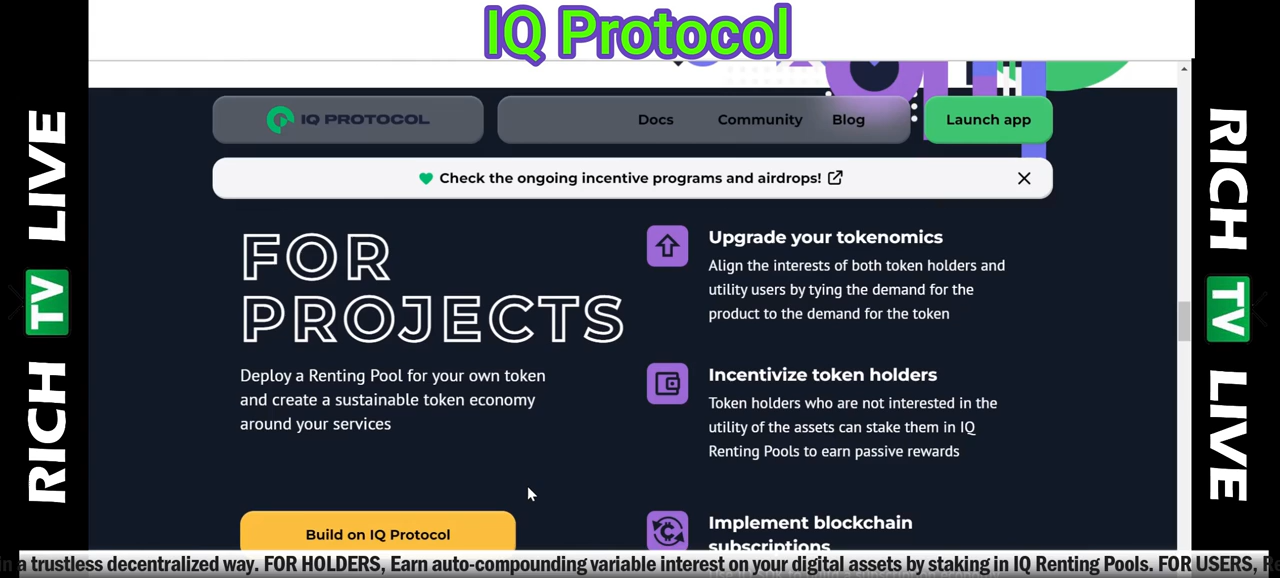 IQ Protocol
RICH TV LIVE
IQ PROTOCOL
Docs
Community
Blog
Launch app
Check the ongoing incentive programs and airdrops!
FOR
PROJECTS
Deploy a Renting Pool for your own token
and create a sustainable token economy
around your services
Build on IQ Protocol
Upgrade your tokenomics
Align the interests of both token holders and
utility users by tying the demand for the
product to the demand for the token
Incentivize token holders
Token holders who are not interested in the
utility of the assets can stake them in IQ
Renting Pools to earn passive rewards
Implement blockchain
subscriptions
RICH TV LIVE
in a trustless decentralized way. FOR HOLDERS, Earn auto-compounding variable interest on your digital assets by staking in IQ Renting Pools. FOR USERS,